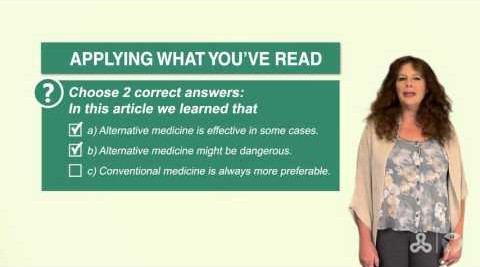 APPLYING WHAT YOU'VE READ
?
Choose 2 correct answers:
In this article we learned that
a) Alternative medicine is effective in some cases.
b) Alternative medicine might be dangerous.
c) Conventional medicine is always more preferable.